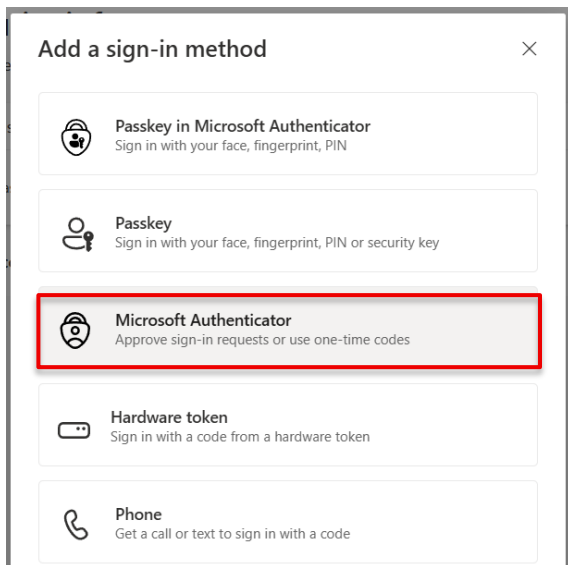 Add a sign-in method
Passkey in Microsoft Authenticator
Sign in with your face, fingerprint, PIN
Passkey
Sign in with your face, fingerprint, PIN or security key
Microsoft Authenticator
Approve sign-in requests or use one-time codes
Hardware token
Sign in with a code from a hardware token
Phone
Get a call or text to sign in with a code